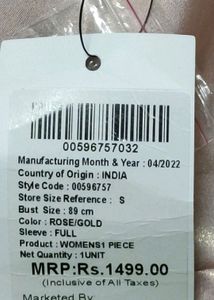 00596757032
Manufacturing Month & Year : 04/2022
Country of Origin : INDIA
Style Code : 00596757
Store Size Reference : S
Bust Size : 89 cm
Color : ROSE/GOLD
Sleeve : FULL
Product : WOMENS1 PIECE
Net Quantity : 1UNIT
MRP:Rs.1499.00
(Inclusive of All Taxes)
Marketed By: